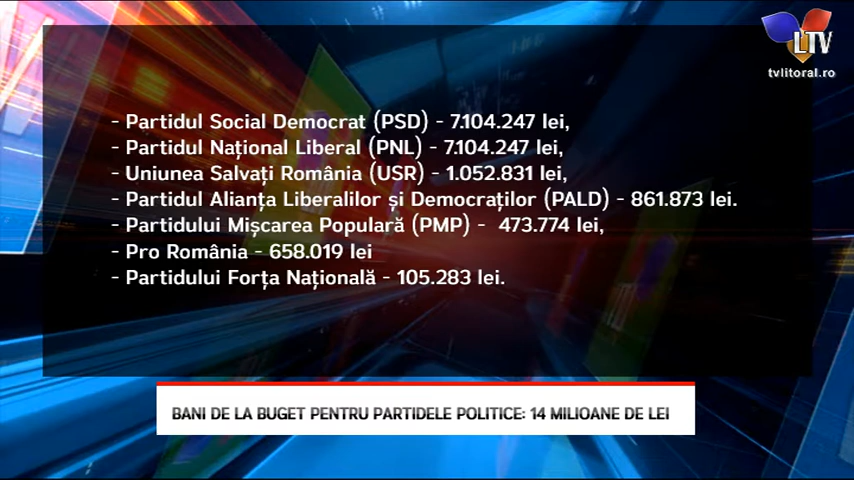 LTV
tvlitoral.ro
- Partidul Social Democrat (PSD) - 7.104.247 lei,
- Partidul Național Liberal (PNL) - 7.104.247 lei,
- Uniunea Salvați România (USR) - 1.052.831 lei,
- Partidul Alianța Liberalilor și Democraților (PALD) - 861.873 lei.
- Partidului Mișcarea Populară (PMP) - 473.774 lei,
- Pro România - 658.019 lei
- Partidului Forța Națională - 105.283 lei.
BANI DE LA BUGET PENTRU PARTIDELE POLITICE: 14 MILIOANE DE LEI